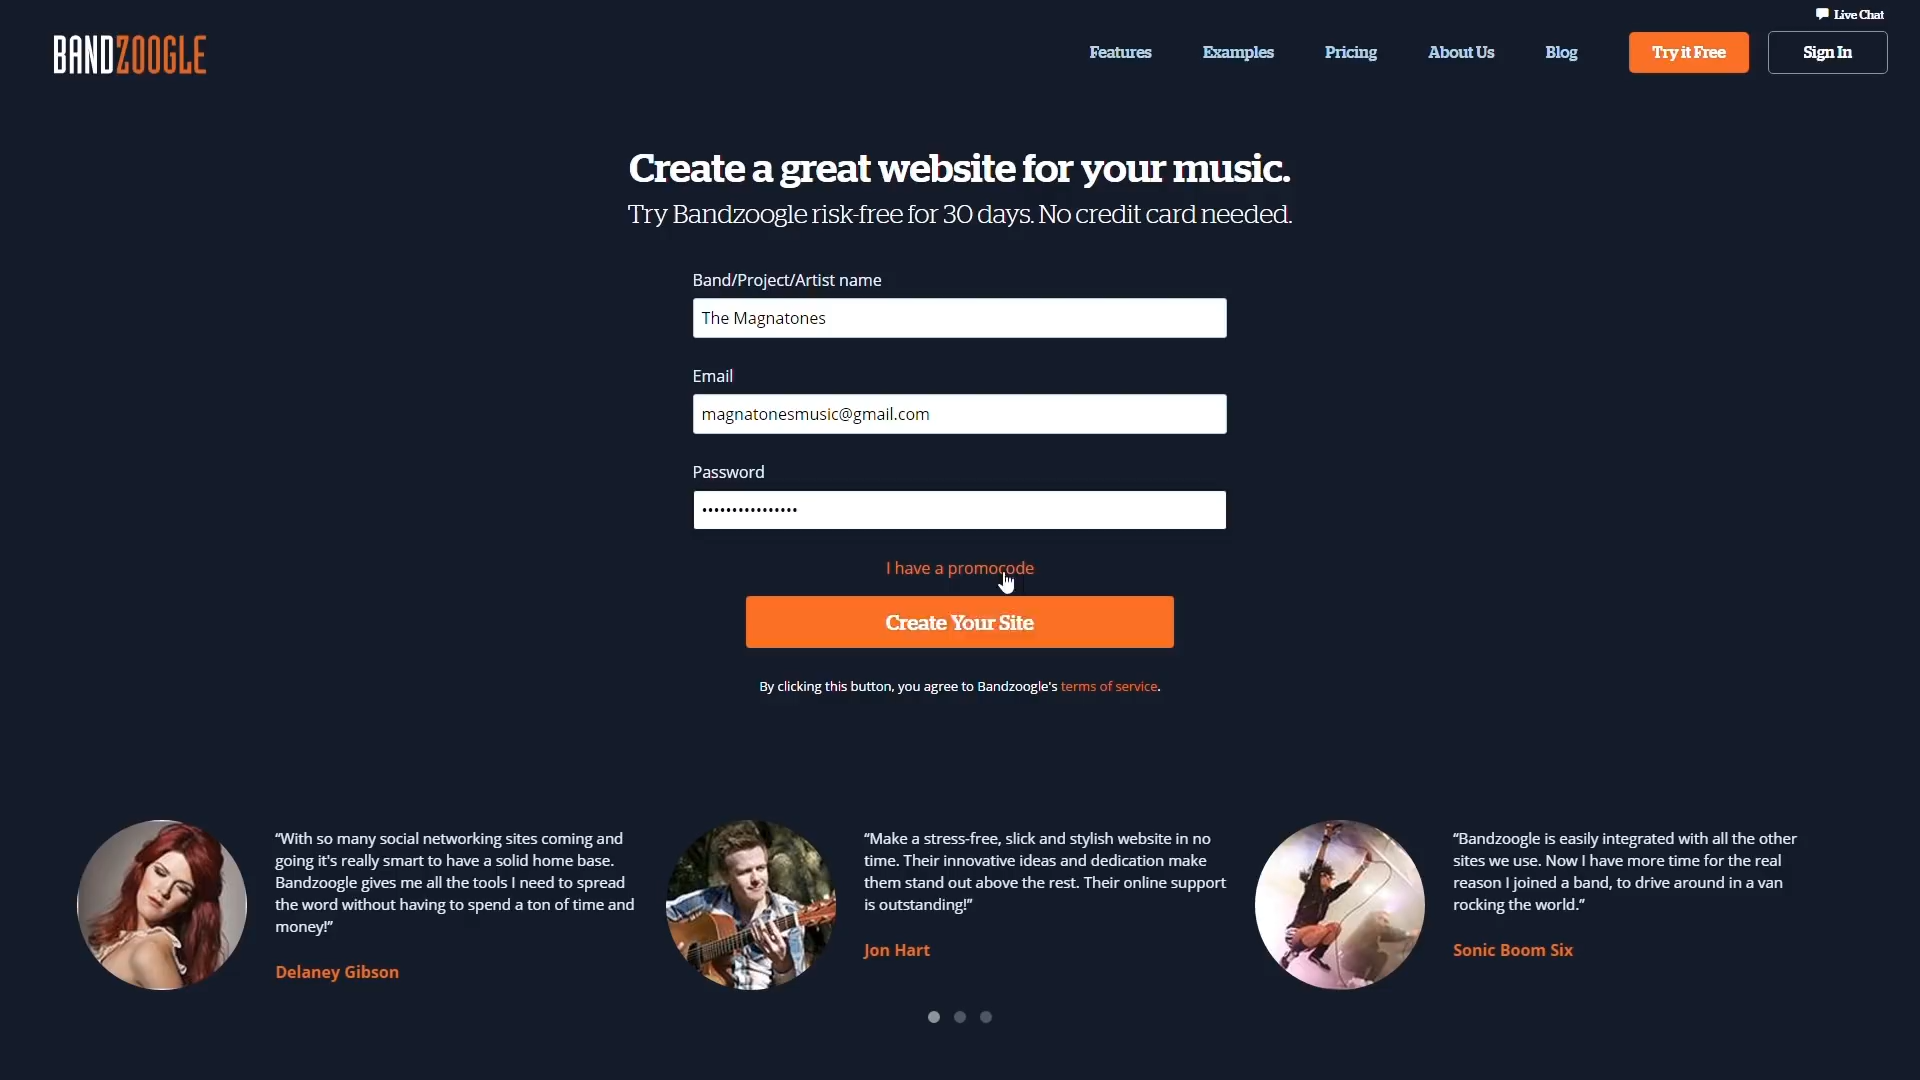 Live Chat
BANDZOOGLE
Features
Examples
Pricing
About Us
Blog
Try it Free
Sign In
Create a great website for your music.
Try Bandzoogle risk-free for 30 days. No credit card needed.
Band/Project/Artist name
The Magnatones
Email
magnatonesmusic@gmail.com
Password
••••••••••••••••
I have a promocode
Create Your Site
By clicking this button, you agree to Bandzoogle's terms of service.
“With so many social networking sites coming and
going it's really smart to have a solid home base.
Bandzoogle gives me all the tools I need to spread
the word without having to spend a ton of time and
money!”
Delaney Gibson
“Make a stress-free, slick and stylish website in no
time. Their innovative ideas and dedication make
them stand out above the rest. Their online support
is outstanding!”
Jon Hart
“Bandzoogle is easily integrated with all the other
sites we use. Now I have more time for the real
reason I joined a band, to drive around in a van
rocking the world.”
Sonic Boom Six